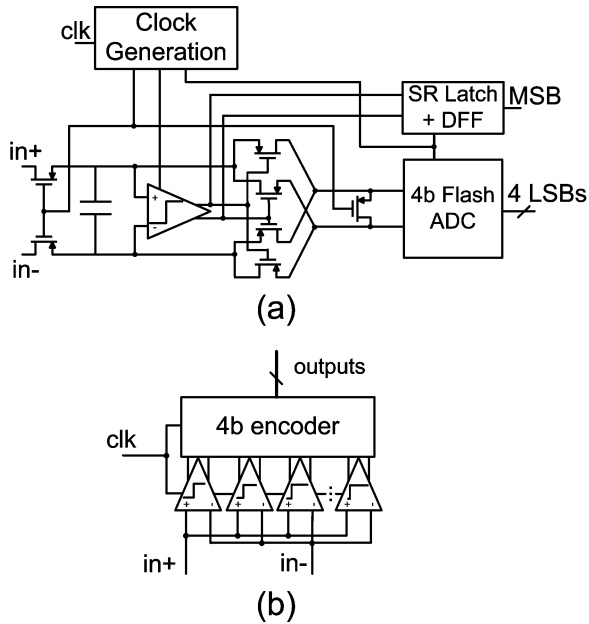 clk
Clock
Generation
SR Latch
+ DFF
MSB
in+
+
-
in-
4b Flash
ADC
4 LSBs
(a)
outputs
4b encoder
clk
+ -
+ -
+ -
+ -
in+
in-
(b)